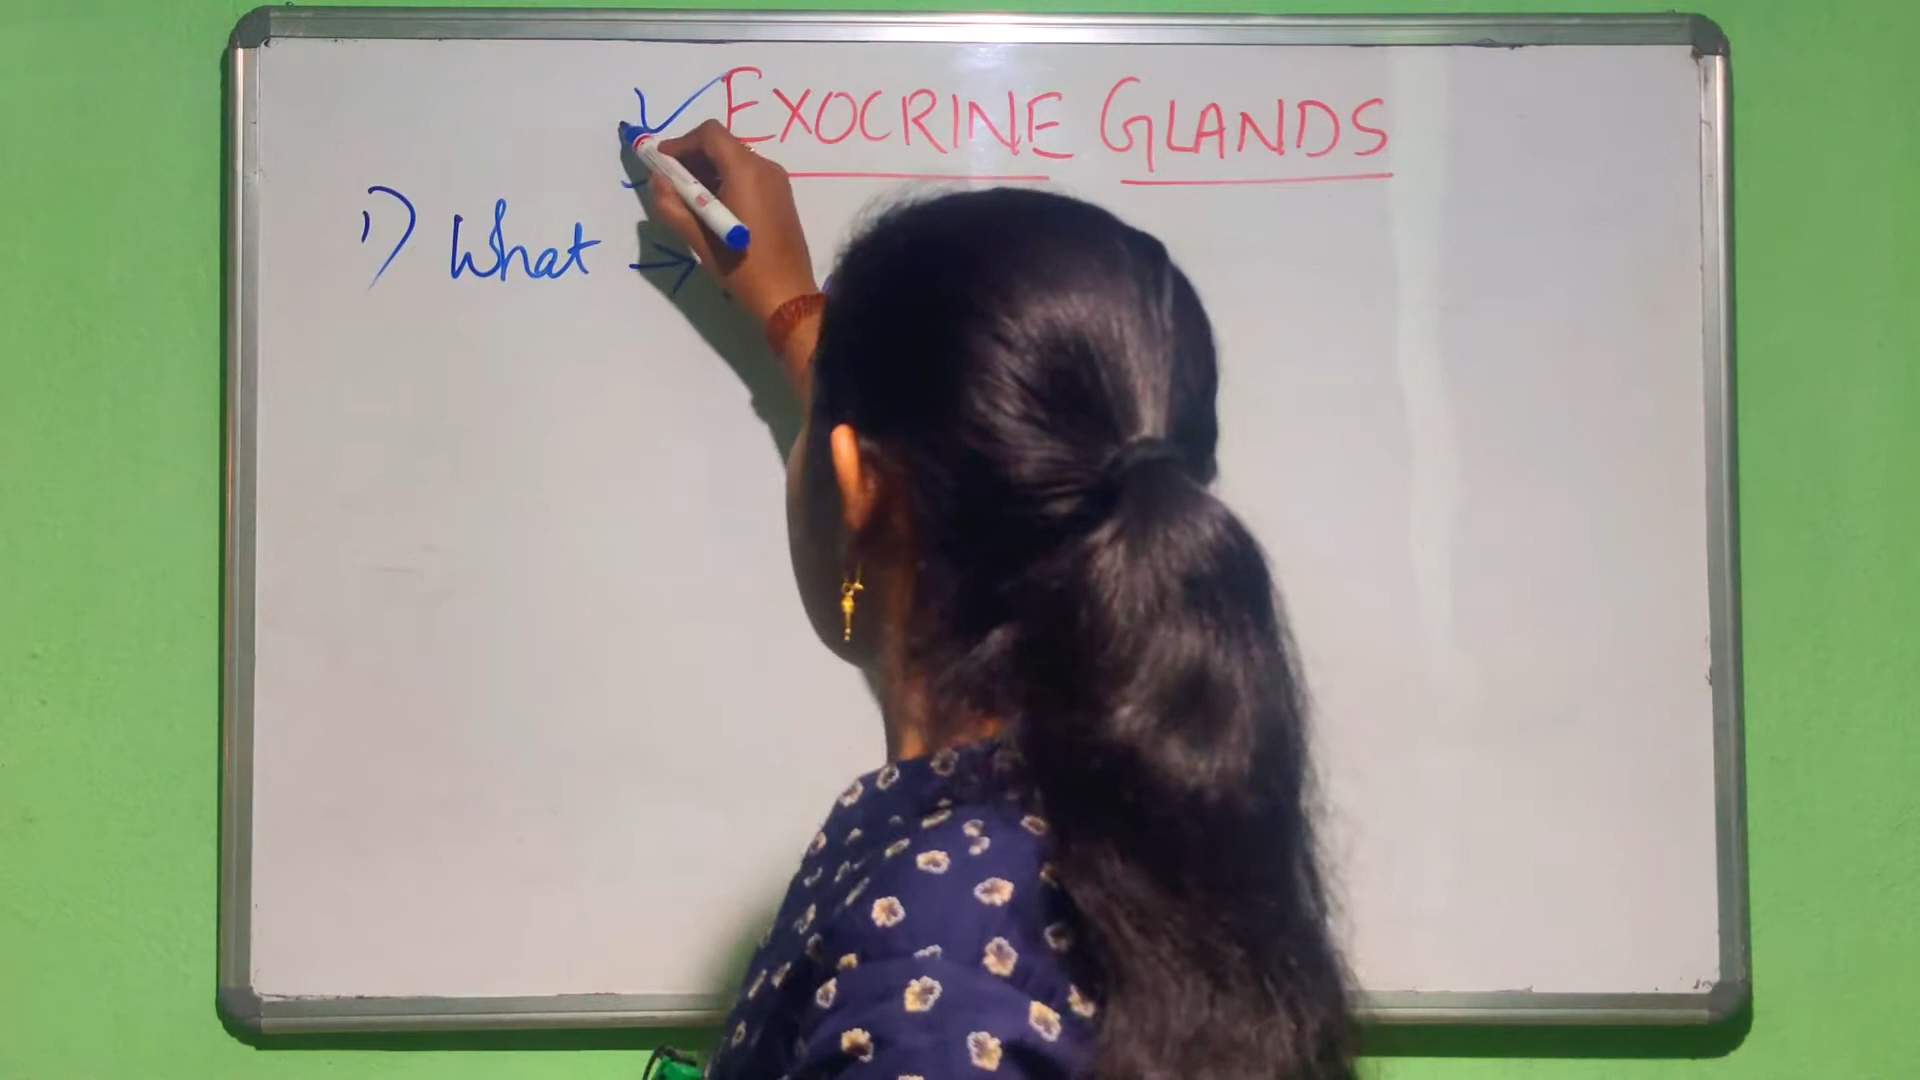 EXOCRINE GLANDS
1) What →